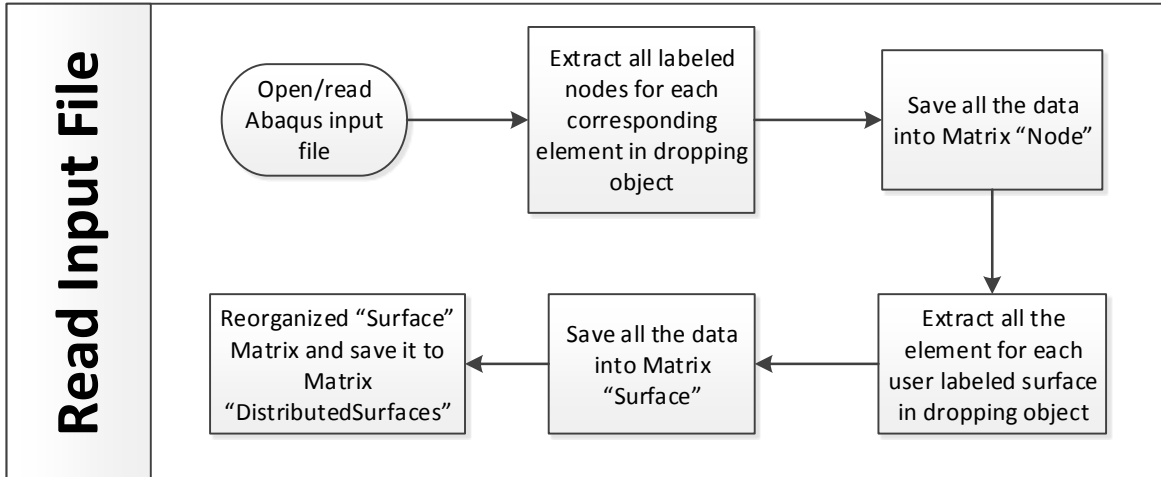 Read Input File
Open/read
Abaqus input
file
Extract all labeled
nodes for each
corresponding
element in dropping
object
Save all the data
into Matrix “Node”
Extract all the
element for each
user labeled surface
in dropping object
Save all the data
into Matrix
“Surface”
Reorganized “Surface”
Matrix and save it to
Matrix
“DistributedSurfaces”